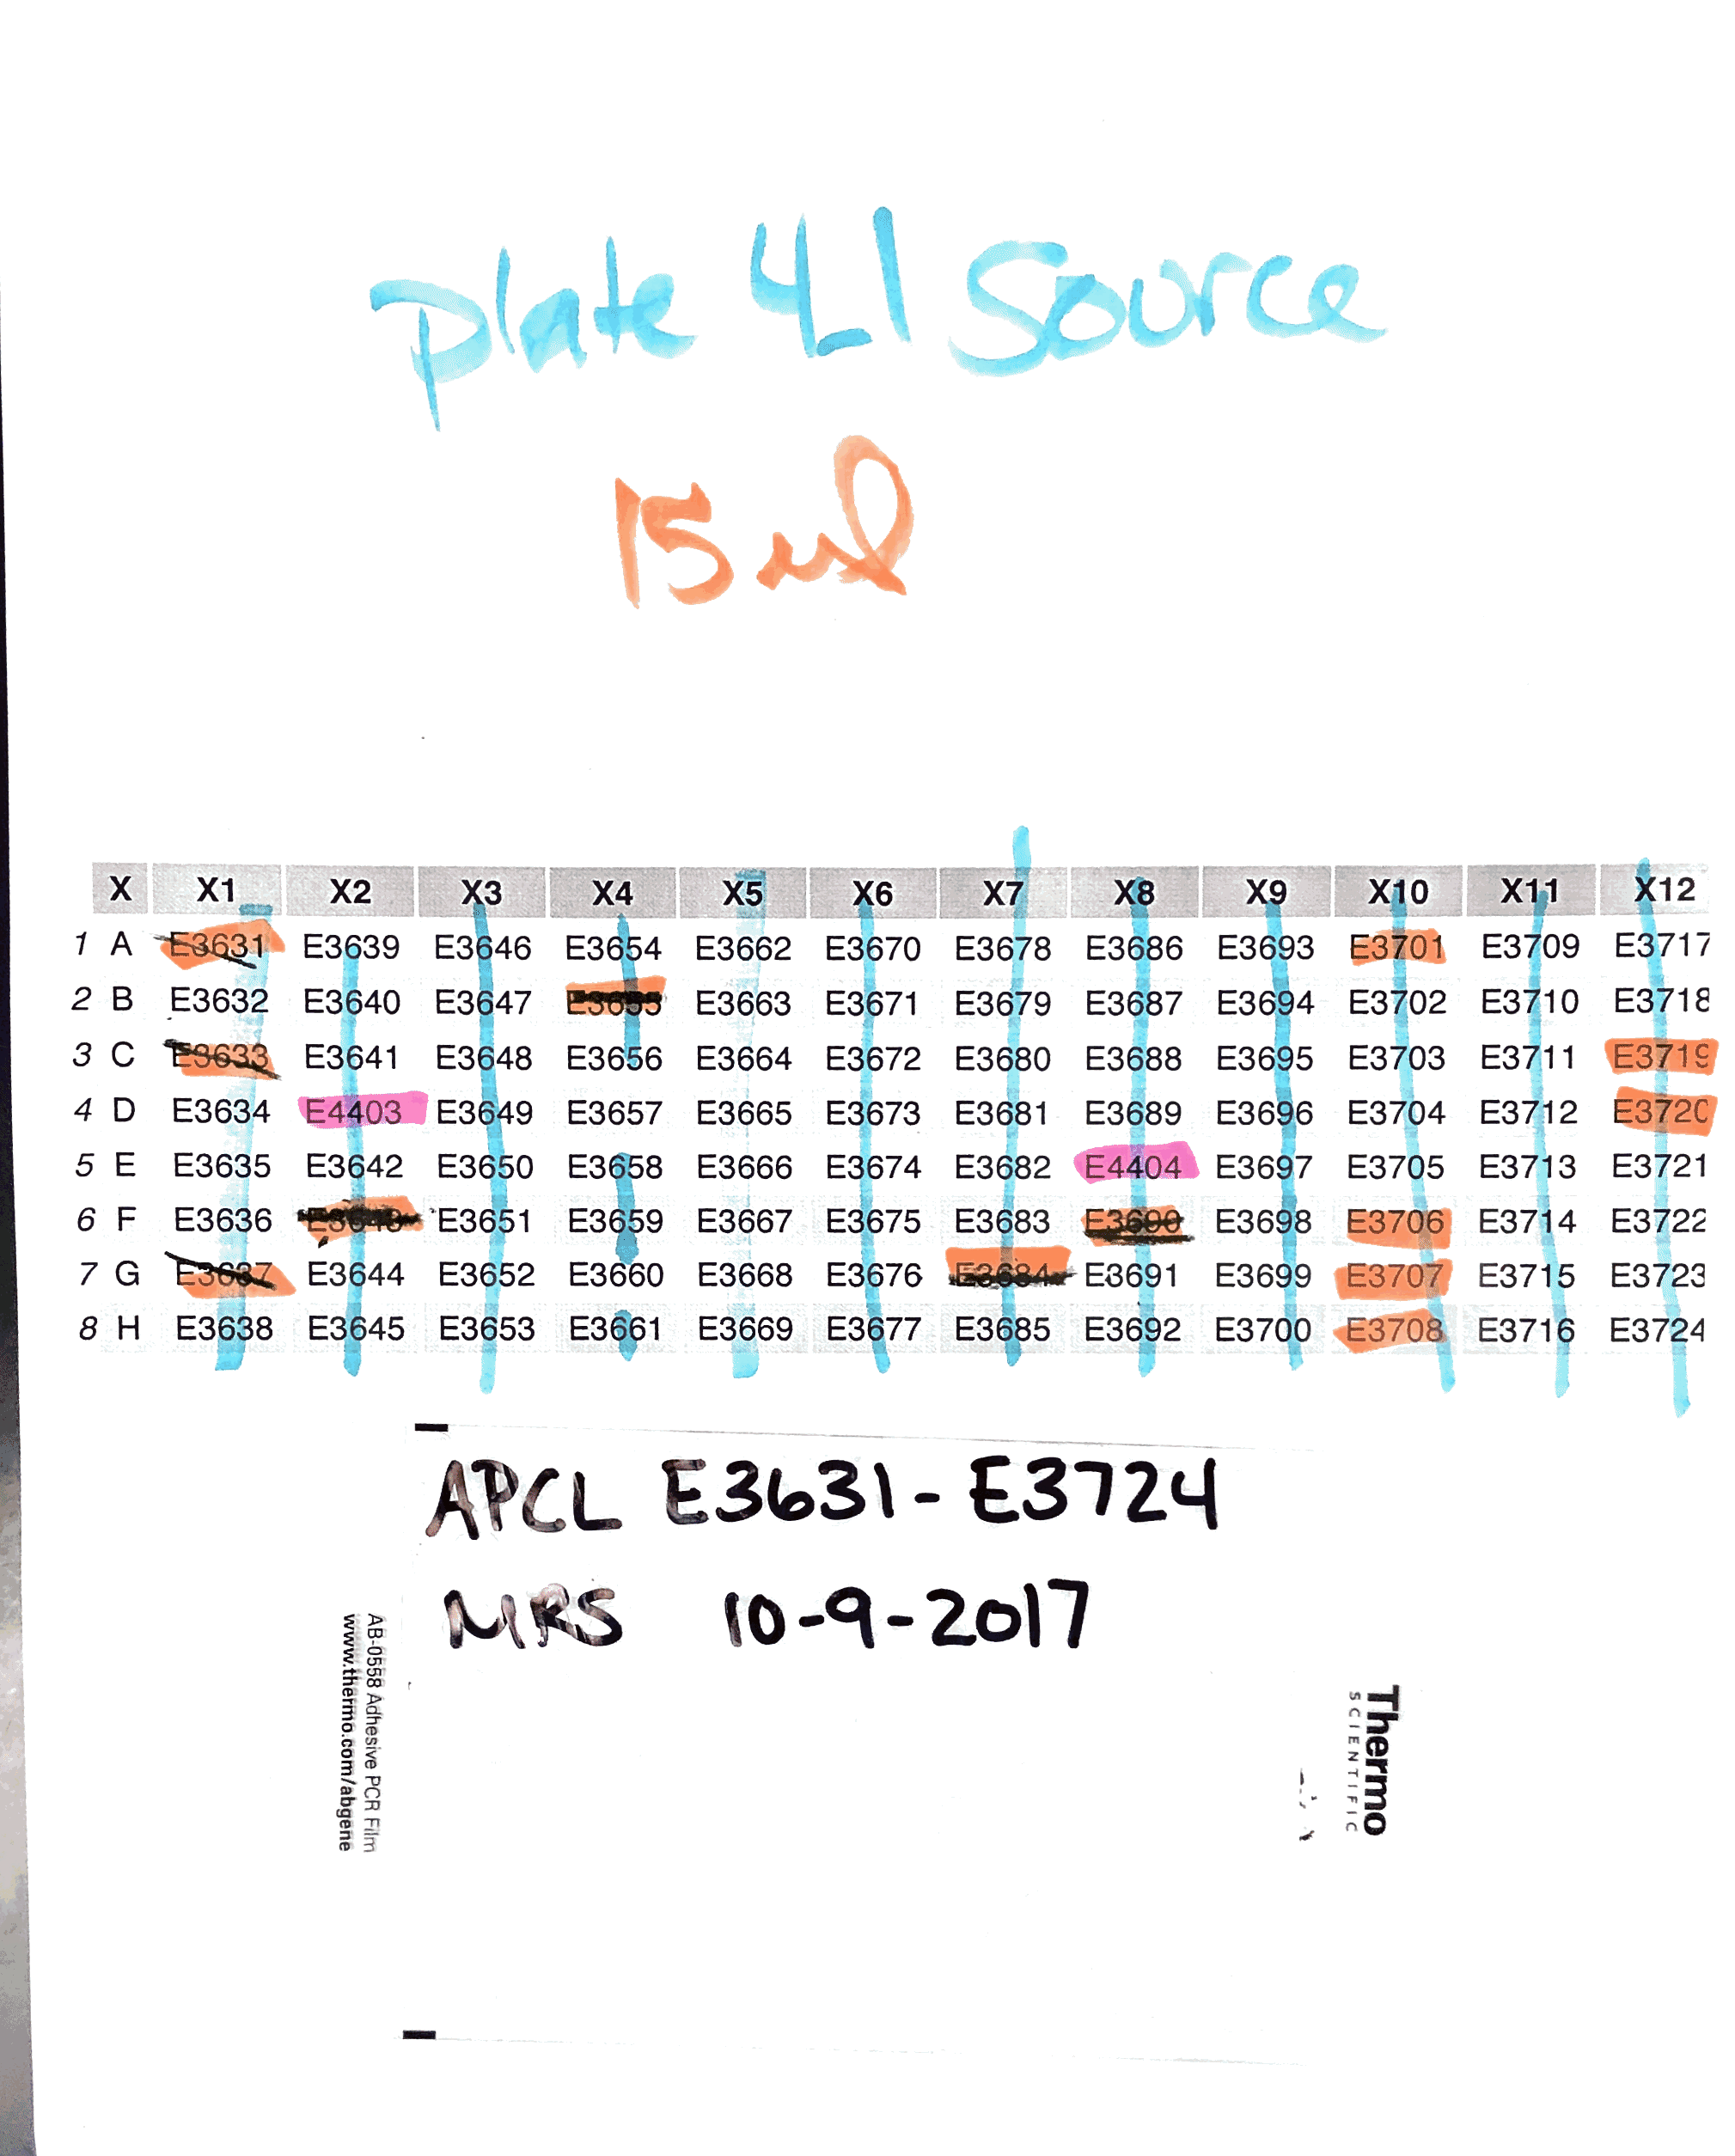 plate 41 source
15 ul
X X1 X2 X3 X4 X5 X6 X7 X8 X9 X10 X11 X12
1 A E3631 E3639 E3646 E3654 E3662 E3670 E3678 E3686 E3693 E3701 E3709 E3717
2 B E3632 E3640 E3647 E3655 E3663 E3671 E3679 E3687 E3694 E3702 E3710 E3718
3 C E3633 E3641 E3648 E3656 E3664 E3672 E3680 E3688 E3695 E3703 E3711 E3719
4 D E3634 E4403 E3649 E3657 E3665 E3673 E3681 E3689 E3696 E3704 E3712 E3720
5 E E3635 E3642 E3650 E3658 E3666 E3674 E3682 E4404 E3697 E3705 E3713 E3721
6 F E3636 E3643 E3651 E3659 E3667 E3675 E3683 E3690 E3698 E3706 E3714 E3722
7 G E3637 E3644 E3652 E3660 E3668 E3676 E3684 E3691 E3699 E3707 E3715 E3723
8 H E3638 E3645 E3653 E3661 E3669 E3677 E3685 E3692 E3700 E3708 E3716 E3724
APCL E3631-E3724
MRS 10-9-2017
AB-0558 Adhesive PCR Film
www.thermo.com/abgene
Thermo
SCIENTIFIC